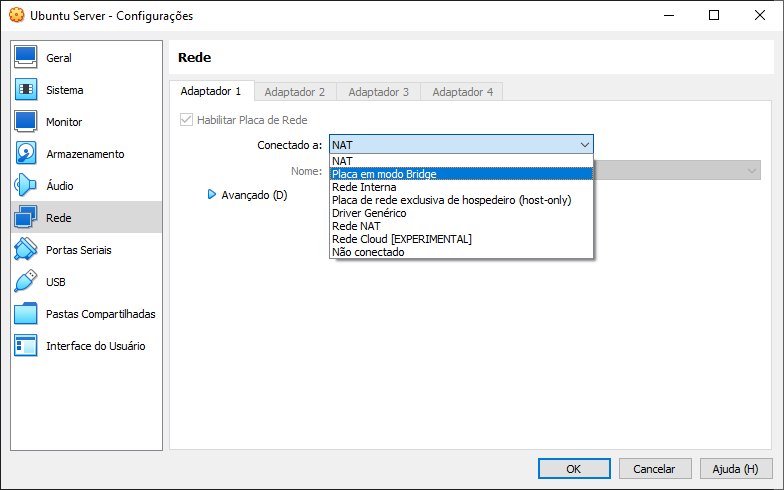 Ubuntu Server - Configurações
Geral
Sistema
Monitor
Armazenamento
Áudio
Rede
Portas Seriais
USB
Pastas Compartilhadas
Interface do Usuário
Rede
Adaptador 1 Adaptador 2 Adaptador 3 Adaptador 4
Habilitar Placa de Rede
Conectado a: NAT
Nome:
Avançado (D)
NAT
Placa em modo Bridge
Rede Interna
Placa de rede exclusiva de hospedeiro (host-only)
Driver Genérico
Rede NAT
Rede Cloud [EXPERIMENTAL]
Não conectado
OK Cancelar Ajuda (H)